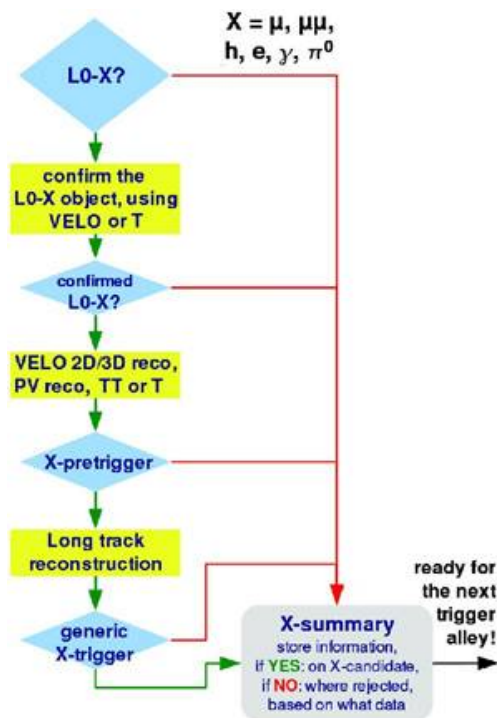 X = μ, μμ,
h, e, γ, π⁰
L0-X?
confirm the
L0-X object, using
VELO or T
confirmed
L0-X?
VELO 2D/3D reco,
PV reco, TT or T
X-pretrigger
Long track
reconstruction
generic
X-trigger
X-summary
store information,
if YES: on X-candidate,
if NO: where rejected,
based on what data
ready for
the next
trigger
alley!